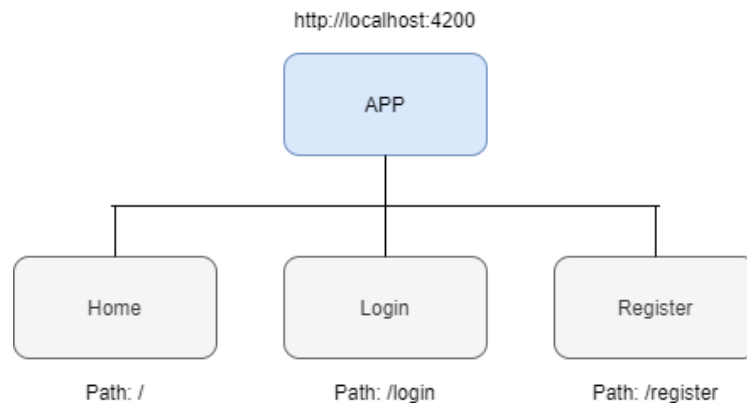 http://localhost:4200
APP
Home
Login
Register
Path: /
Path: /login
Path: /register